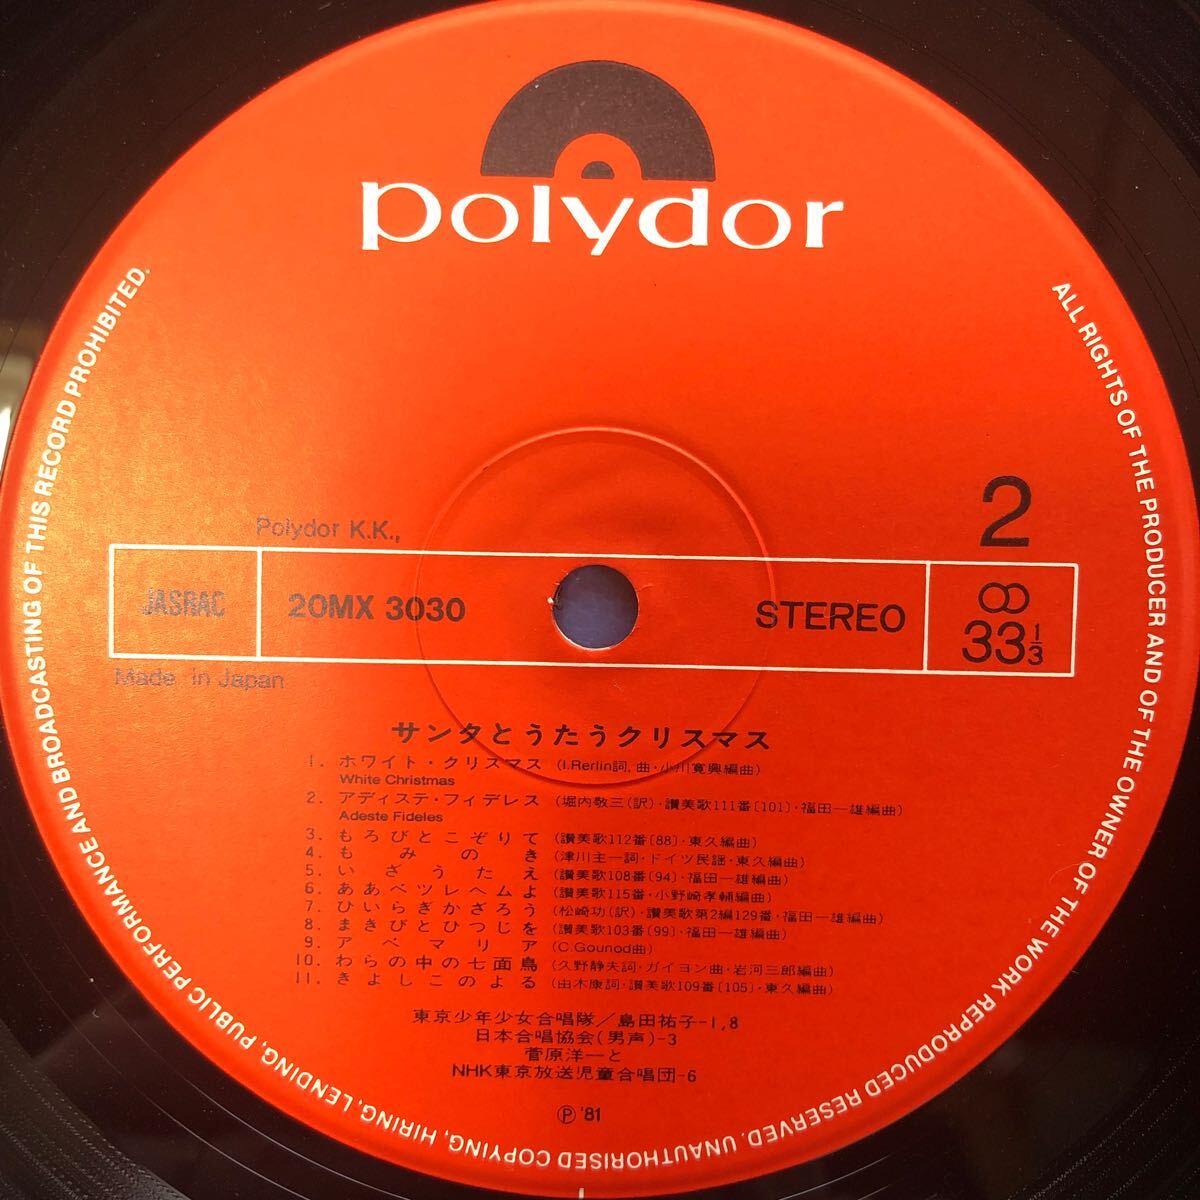 polydor
2
Polydor K.K.,
JASRAC
20MX 3030
STEREO
33 1/3
Made in Japan
サンタとうたうクリスマス
1. ホワイト・クリスマス (I.Rerlin詞, 曲・小川寛興編曲)
White Christmas
2. アディステ・フィデレス (堀内敬三(訳)・讃美歌111番[101]・福田一雄編曲)
Adeste Fideles
3. もろびとこぞりて (讃美歌112番[88]・東久編曲)
4. もみのき (津川主一詞・ドイツ民謡・東久編曲)
5. いざうたえ (讃美歌108番[94]・福田一雄編曲)
6. ああベツレヘムよ (讃美歌115番・小野崎孝輔編曲)
7. ひいらぎかざろう (松崎功(訳)・讃美歌第2編129番・福田一雄編曲)
8. まきびとひつじを (讃美歌103番[99]・福田一雄編曲)
9. アベマリア (C.Gounod曲)
10. わらの中の七面鳥 (久野静夫詞・ガイヨン曲・岩河三郎編曲)
11. きよしこのよる (由木康詞・讃美歌109番[105]・東久編曲)
東京少年少女合唱隊/島田祐子-1,8
日本合唱協会(男声)-3
菅原洋一と
NHK東京放送児童合唱団-6
Ⓟ '81
ALL RIGHTS OF THE PRODUCER AND OF THE OWNER OF THE WORK REPRODUCED RESERVED. UNAUTHORISED COPYING, HIRING, LENDING, PUBLIC PERFORMANCE AND BROADCASTING OF THIS RECORD PROHIBITED.